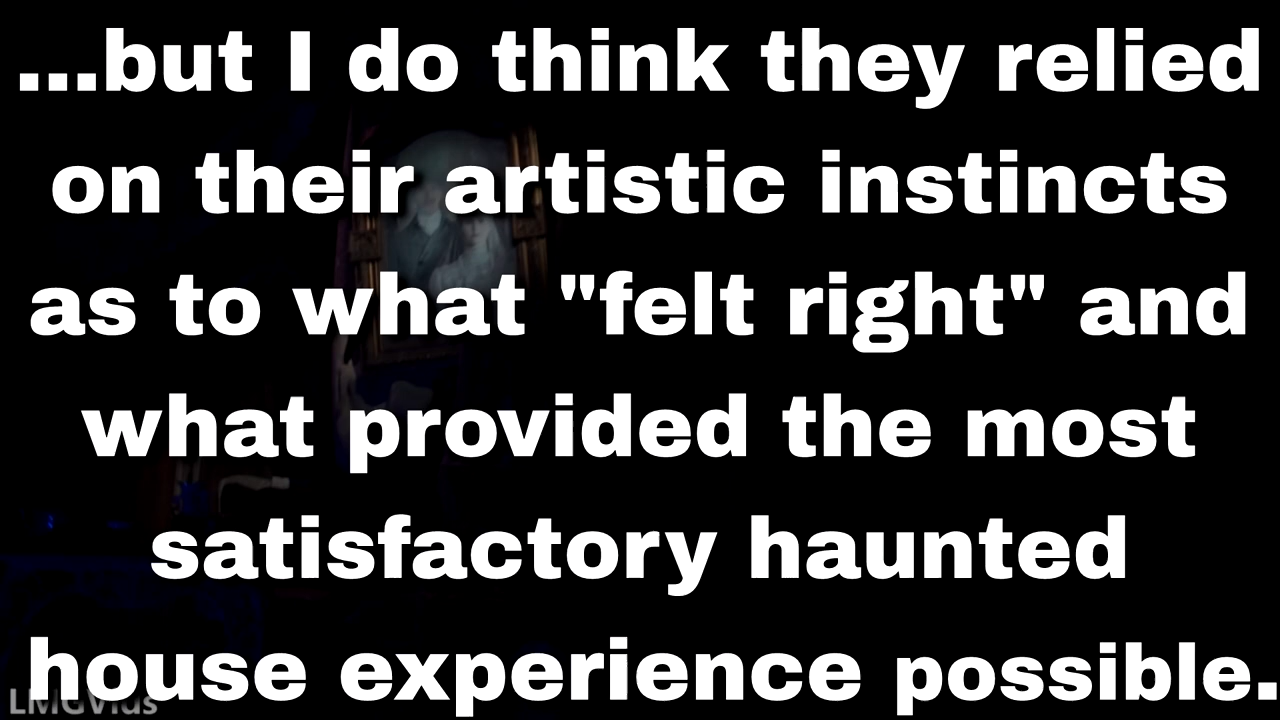 ...but I do think they relied
on their artistic instincts
as to what "felt right" and
what provided the most
satisfactory haunted
house experience possible.
LMGVids